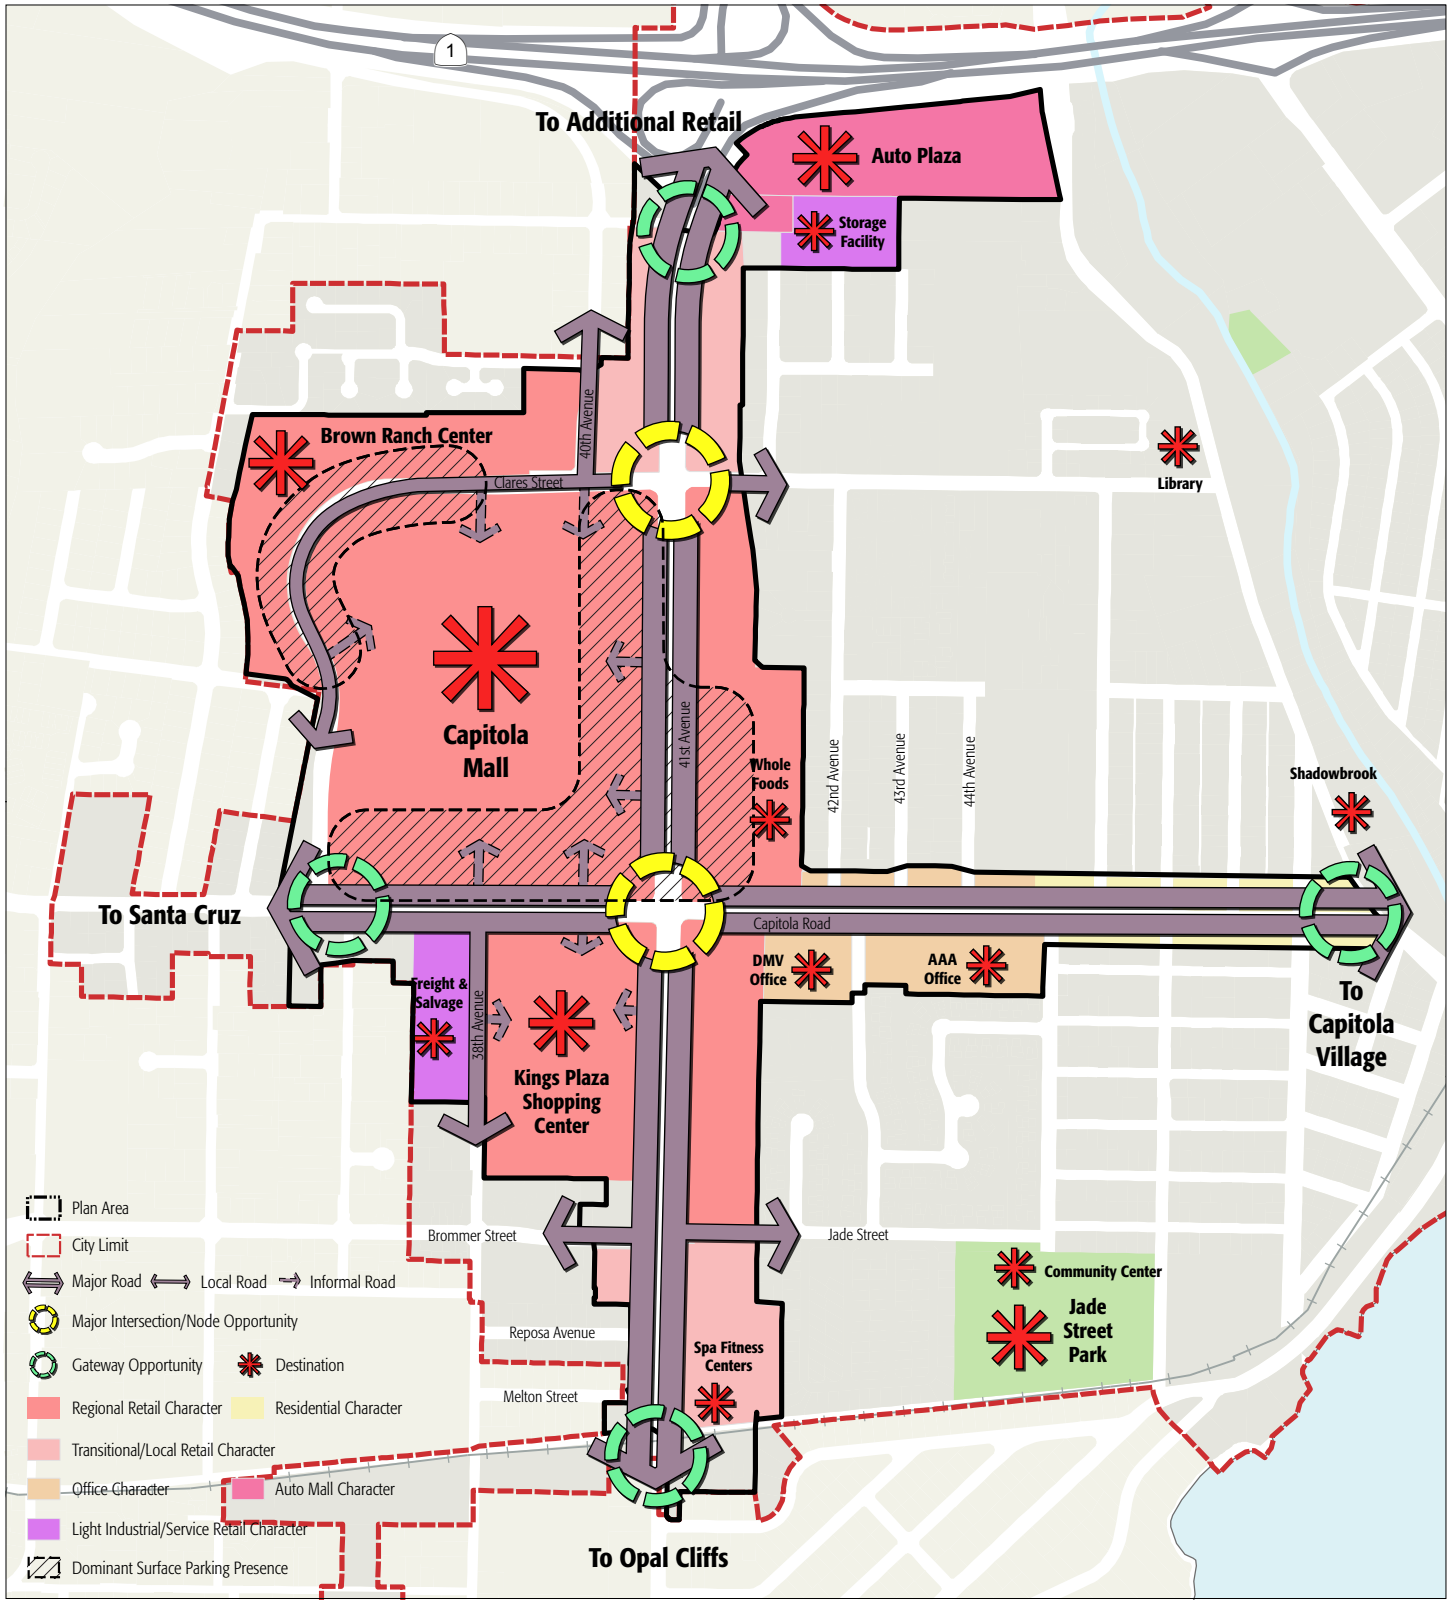 1
To Additional Retail
Auto Plaza
Storage
Facility
40th Avenue
Brown Ranch Center
Clares Street
Library
Capitola
Mall
41st Avenue
Whole
Foods
42nd Avenue
43rd Avenue
44th Avenue
Shadowbrook
To Santa Cruz
Capitola Road
DMV
Office
AAA
Office
Freight &
Salvage
38th Avenue
To
Capitola
Village
Kings Plaza
Shopping
Center
Brommer Street
Jade Street
Community Center
Jade
Street
Park
Reposa Avenue
Spa Fitness
Centers
Melton Street
To Opal Cliffs
Plan Area
City Limit
Major Road
Local Road
Informal Road
Major Intersection/Node Opportunity
Gateway Opportunity
Destination
Regional Retail Character
Residential Character
Transitional/Local Retail Character
Office Character
Auto Mall Character
Light Industrial/Service Retail Character
Dominant Surface Parking Presence